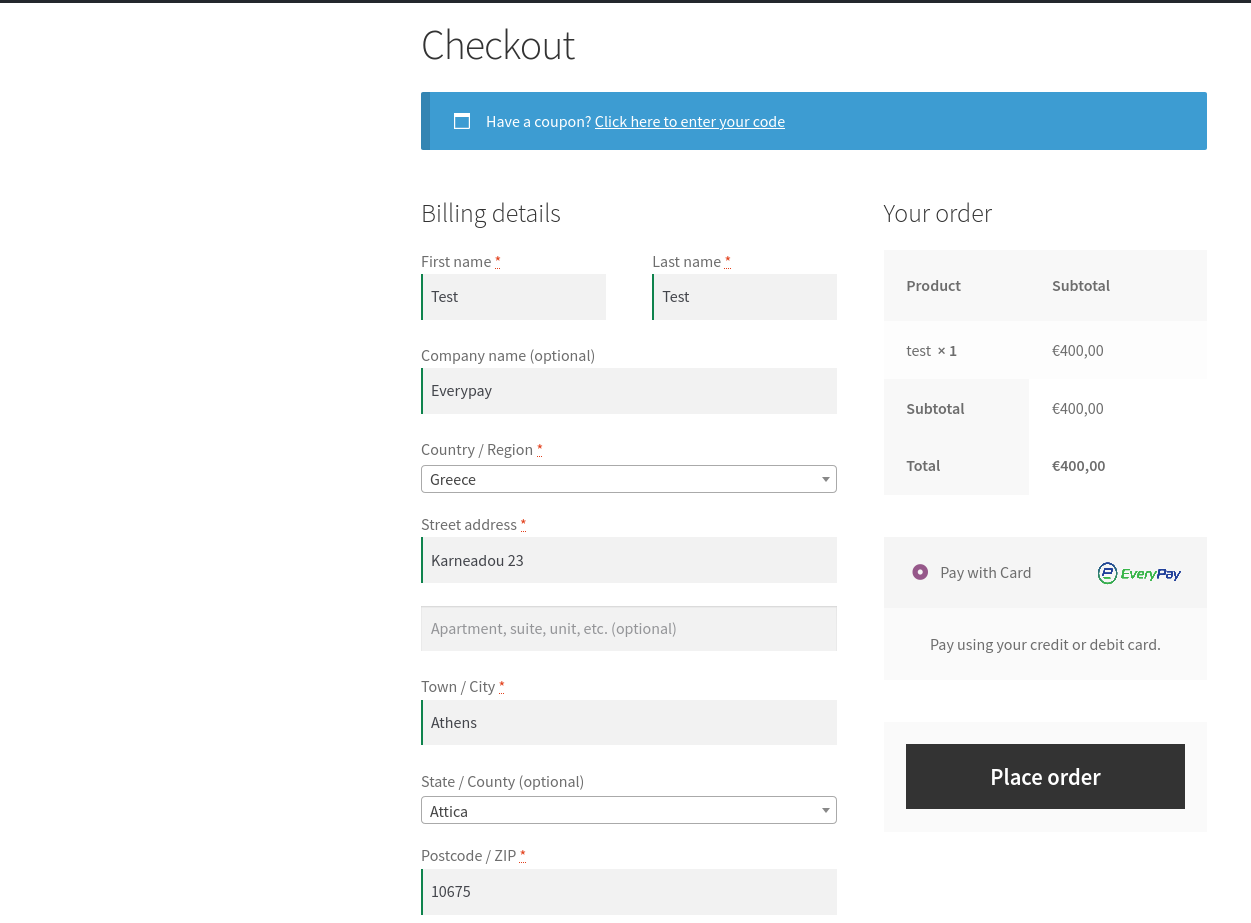 Checkout
Have a coupon? Click here to enter your code
Billing details
First name *
Last name *
Test
Test
Company name (optional)
Everypay
Country / Region *
Greece
Street address *
Karneadou 23
Apartment, suite, unit, etc. (optional)
Town / City *
Athens
State / County (optional)
Attica
Postcode / ZIP *
10675
Your order
Product Subtotal
test × 1 €400,00
Subtotal €400,00
Total €400,00
Pay with Card EveryPay
Pay using your credit or debit card.
Place order